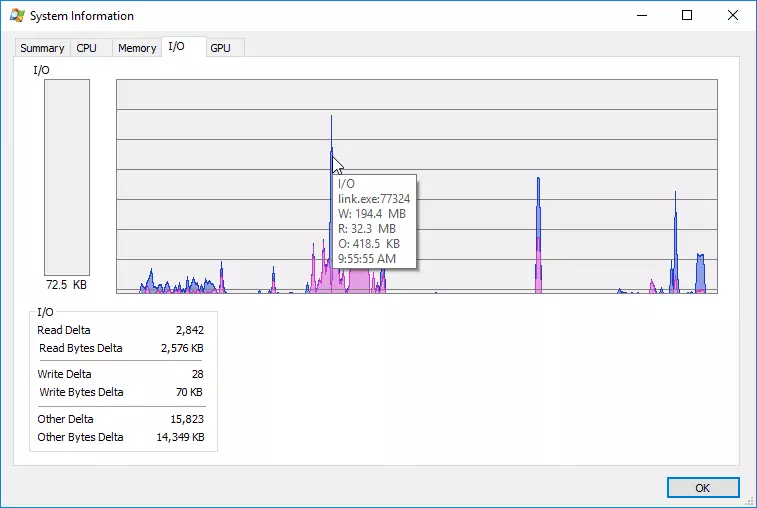 System Information
Summary CPU Memory I/O GPU
I/O
I/O
link.exe:77324
W: 194.4 MB
R: 32.3 MB
O: 418.5 KB
9:55:55 AM
72.5 KB
I/O
Read Delta 2,842
Read Bytes Delta 2,576 KB
Write Delta 28
Write Bytes Delta 70 KB
Other Delta 15,823
Other Bytes Delta 14,349 KB
OK